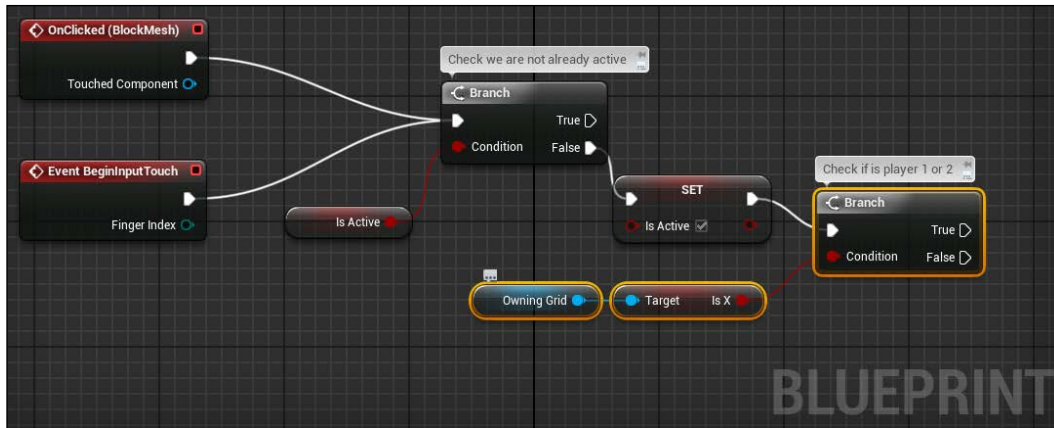 OnClicked (BlockMesh)
Touched Component
Event BeginInputTouch
Finger Index
Is Active
Check we are not already active
Branch
True
Condition
False
SET
Is Active
Owning Grid
Target
Is X
Check if is player 1 or 2
Branch
True
Condition
False
BLUEPRINT